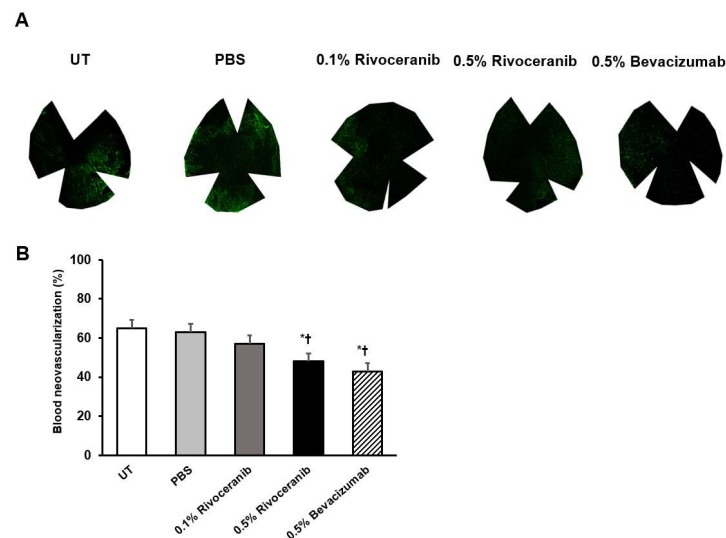 A
UT PBS 0.1% Rivoceranib 0.5% Rivoceranib 0.5% Bevacizumab
B
Blood neovascularization (%)
100
80
60
40
20
0
*†
*†
UT PBS 0.1% Rivoceranib 0.5% Rivoceranib 0.5% Bevacizumab